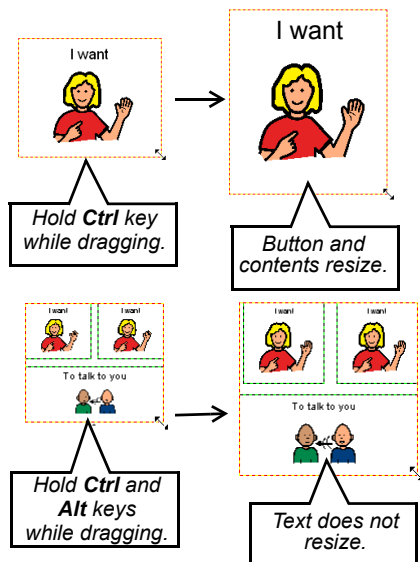 I want
I want
Hold Ctrl key
while dragging.
Button and
contents resize.
I want
I want
To talk to you
I want
I want
To talk to you
Hold Ctrl and
Alt keys
while dragging.
Text does not
resize.